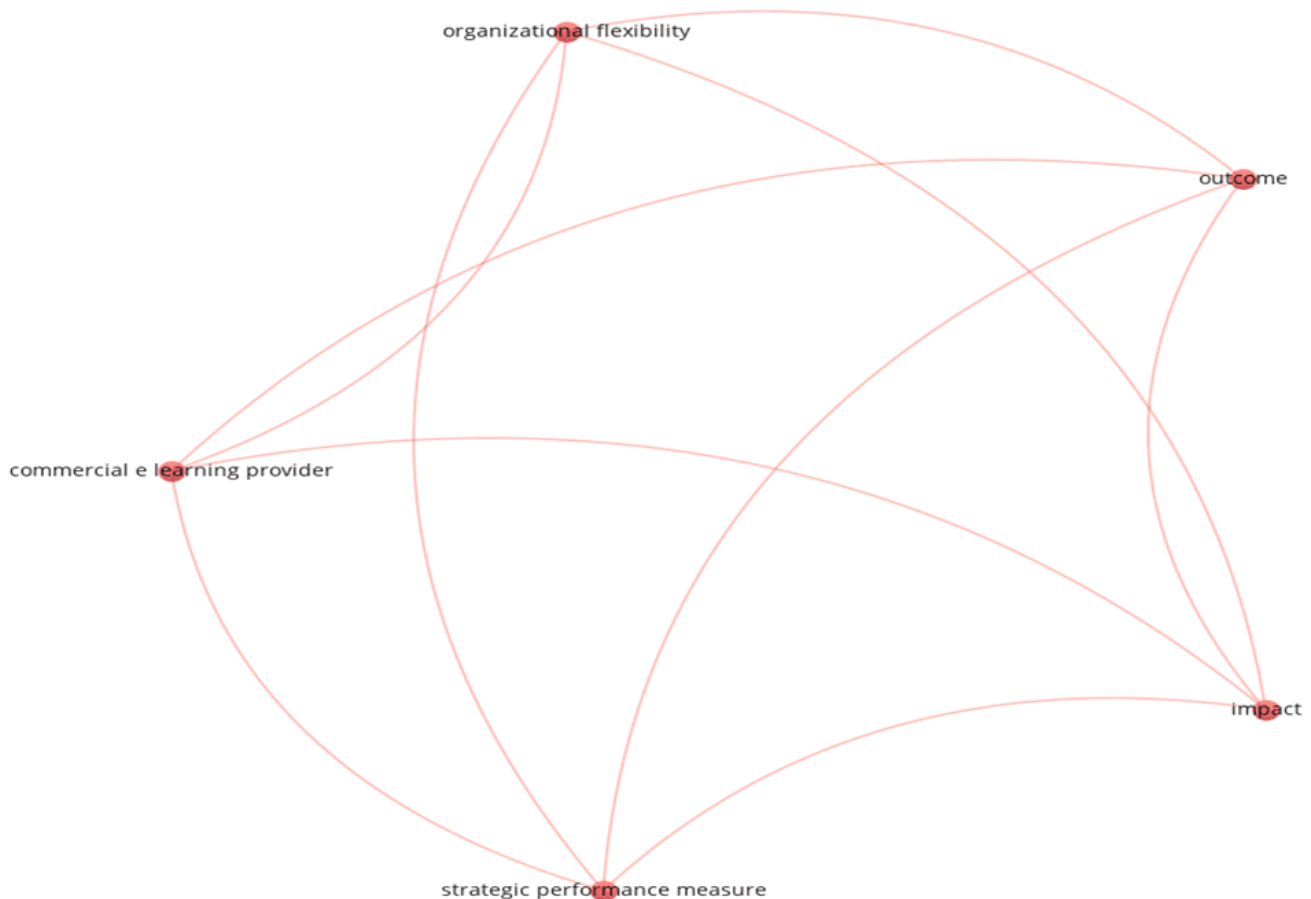 organizational flexibility
outcome
commercial e learning provider
impact
strategic performance measure